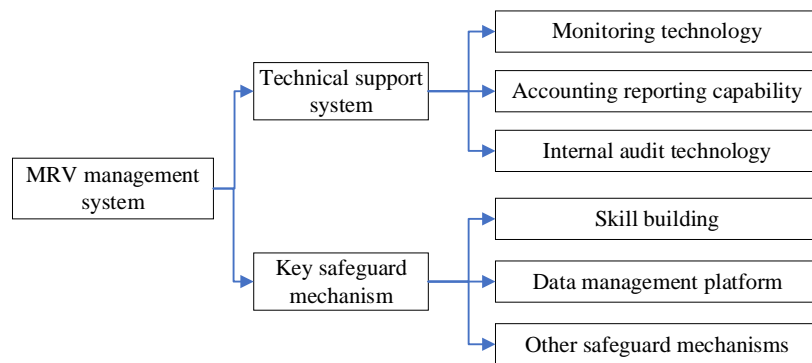 MRV management
system
Technical support
system
Monitoring technology
Accounting reporting capability
Internal audit technology
Key safeguard
mechanism
Skill building
Data management platform
Other safeguard mechanisms